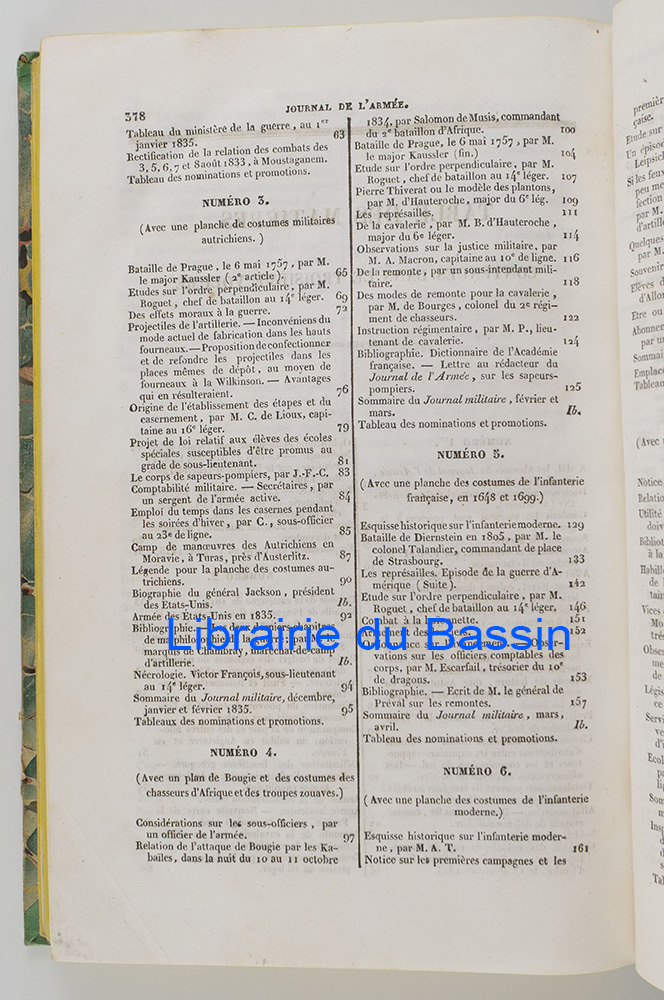 378
JOURNAL DE L'ARMÉE.
Tableau du ministère de la guerre, au 1er
janvier 1835. 63
Rectification de la relation des combats des
3, 5, 6, 7 et 8 août 1833, à Moustaganem.
Tableau des nominations et promotions.
NUMÉRO 3.
(Avec une planche de costumes militaires
autrichiens.)
Bataille de Prague, le 6 mai 1757, par M.
le major Kaussler (2e article). 65
Etudes sur l'ordre perpendiculaire, par M.
Roguet, chef de bataillon au 14e léger. 69
Des effets moraux à la guerre. 72
Projectiles de l'artillerie. — Inconvéniens du
mode actuel de fabrication dans les hauts
fourneaux. — Proposition de confectionner
et de refondre les projectiles dans les
places mêmes de dépôt, au moyen de
fourneaux à la Wilkinson. — Avantages
qui en résulteraient. 76
Origine de l'établissement des étapes et du
casernement, par M. C. de Lioux, capi-
taine au 16e léger. 79
Projet de loi relatif aux élèves des écoles
spéciales susceptibles d'être promus au
grade de sous-lieutenant. 81
Le corps de sapeurs-pompiers, par J.-F.-C. 83
Comptabilité militaire. — Secrétaires, par
un sergent de l'armée active. 84
Emploi du temps dans les casernes pendant
les soirées d'hiver, par C., sous-officier
au 23e de ligne. 85
Camp de manœuvres des Autrichiens en
Moravie, à Turas, près d'Austerlitz. 87
Légende pour la planche des costumes au-
trichiens. 90
Biographie du général Jackson, président
des Etats-Unis. Ib.
Armée des États-Unis en 1835. 92
Bibliographie.
de ma philosophie de la guerre, par M.
marquis de Chambray, maréchal-de-camp
d'artillerie. Ib.
Nécrologie. Victor François, sous-lieutenant
au 14e léger. 94
Sommaire du Journal militaire, décembre,
janvier et février 1835. 95
Tableaux des nominations et promotions.
NUMÉRO 4.
(Avec un plan de Bougie et des costumes des
chasseurs d'Afrique et des troupes zouaves.)
Considérations sur les sous-officiers, par
un officier de l'armée. 97
Relation de l'attaque de Bougie par les Ka-
bailes, dans la nuit du 10 au 11 octobre
1834, par Salomon de Musis, commandant
du 2e bataillon d'Afrique. 100
Bataille de Prague, le 6 mai 1757, par M.
le major Kaussler (fin.) 104
Etude sur l'ordre perpendiculaire, par M.
Roguet, chef de bataillon au 14e léger. 107
Pierre Thiverat ou le modèle des plantons,
par M. d'Hauteroche, major du 6e lég. 109
Les représailles. 111
De la cavalerie, par M. B. d'Hauteroche,
major du 6e léger. 114
Observations sur la justice militaire, par
M. A. Macron, capitaine au 10e de ligne. 116
De la remonte, par un sous-intendant mili-
taire. 118
Des modes de remonte pour la cavalerie,
par M. de Bourges, colonel du 2e régi-
ment de chasseurs. 122
Instruction régimentaire, par M. P., lieu-
tenant de cavalerie. 124
Bibliographie. Dictionnaire de l'Académie
française. — Lettre au rédacteur du
Journal de l'Armée, sur les sapeurs-
pompiers. 125
Sommaire du Journal militaire, février et
mars. Ib.
Tableau des nominations et promotions.
NUMÉRO 5.
(Avec une planche des costumes de l'infanterie
française, en 1648 et 1699.)
Esquisse historique sur l'infanterie moderne. 129
Bataille de Diernstein en 1805, par M. le
colonel Talandier, commandant de place
de Strasbourg. 133
Les représailles. Episode de la guerre d'A-
mérique (Suite). 142
Etude sur l'ordre perpendiculaire, par M.
Roguet, chef de bataillon au 14e léger. 146
Combat à la baïonnette. 151
152
servations sur les officiers comptables des
corps, par M. Escarfail, trésorier du 10e
de dragons. 153
Bibliographie. — Ecrit de M. le général de
Préval sur les remontes. 157
Sommaire du Journal militaire, mars,
avril. Ib.
Tableau des nominations et promotions.
NUMÉRO 6.
(Avec une planche des costumes de l'infanterie
moderne.)
Esquisse historique sur l'infanterie moder-
ne, par M. A. T. 161
Notice sur les premières campagnes et les
Librairie du Bassin